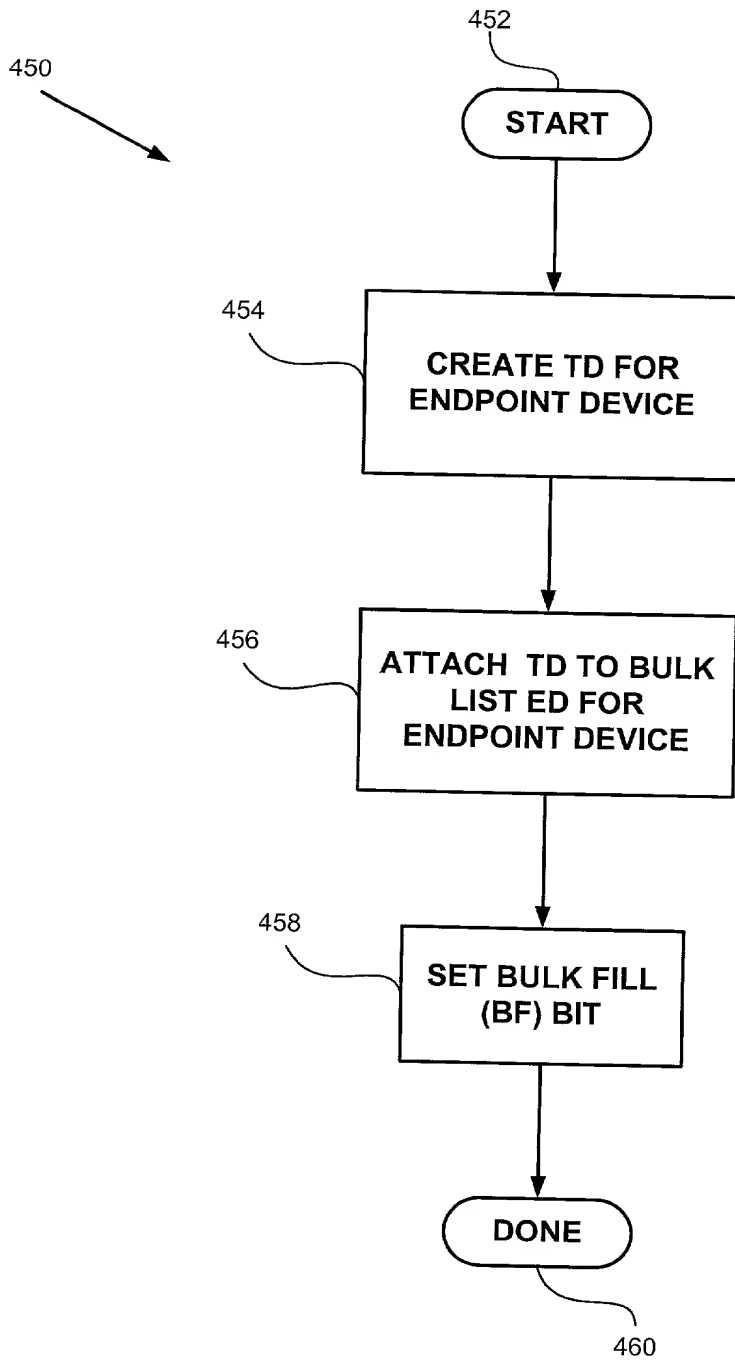 452
450
START
454
CREATE TD FOR
ENDPOINT DEVICE
456
ATTACH TD TO BULK
LIST ED FOR
ENDPOINT DEVICE
458
SET BULK FILL
(BF) BIT
DONE
460